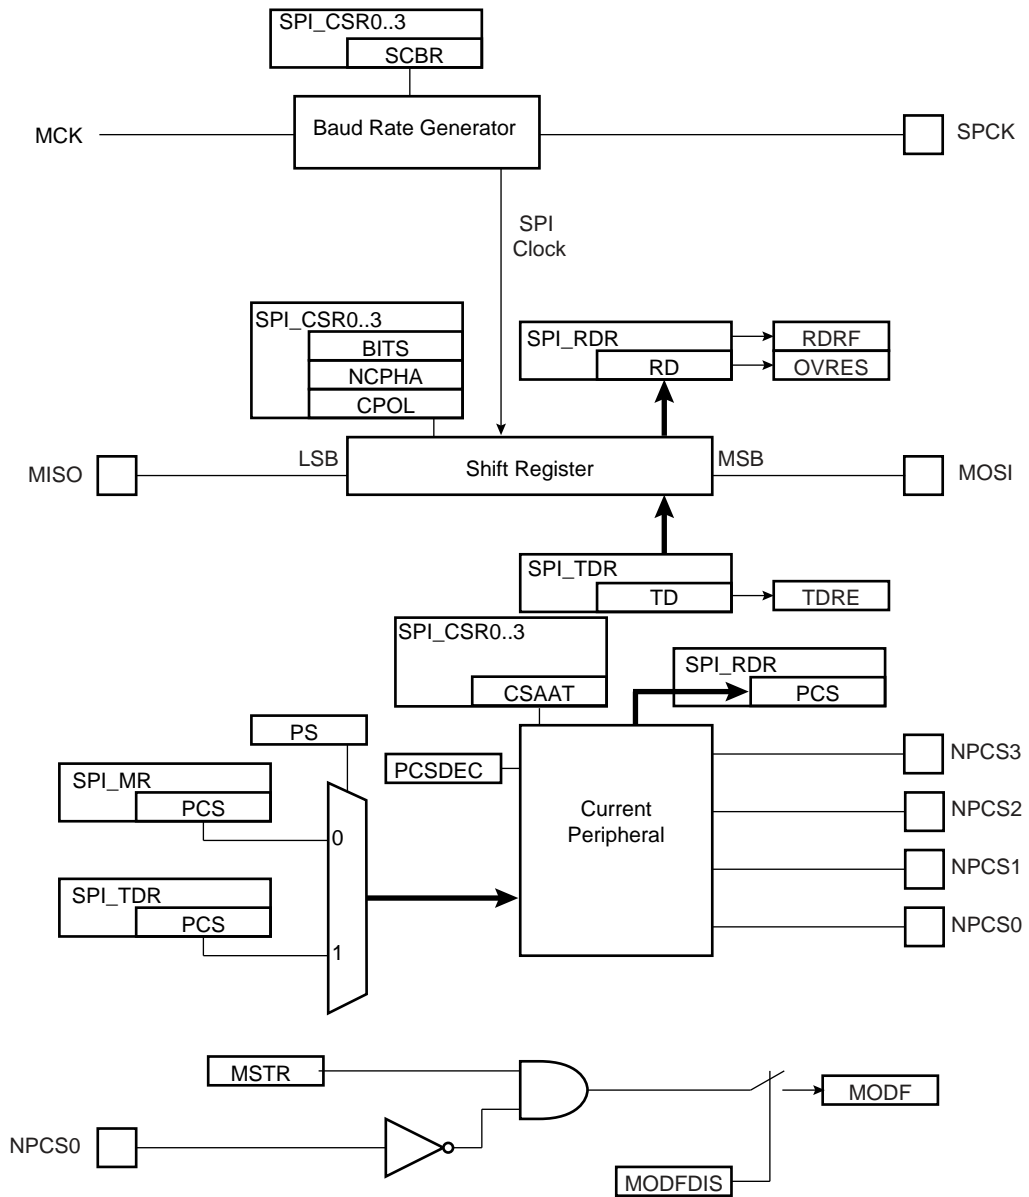 SPI_CSR0..3
SCBR
MCK
Baud Rate Generator
SPCK
SPI
Clock
SPI_CSR0..3
BITS
NCPHA
CPOL
SPI_RDR
RD
RDRF
OVRES
MISO
LSB
Shift Register
MSB
MOSI
SPI_TDR
TD
TDRE
SPI_CSR0..3
CSAAT
SPI_RDR
PCS
PS
PCSDEC
NPCS3
SPI_MR
PCS
0
Current
Peripheral
NPCS2
NPCS1
SPI_TDR
PCS
1
NPCS0
MSTR
MODF
NPCS0
MODFDIS